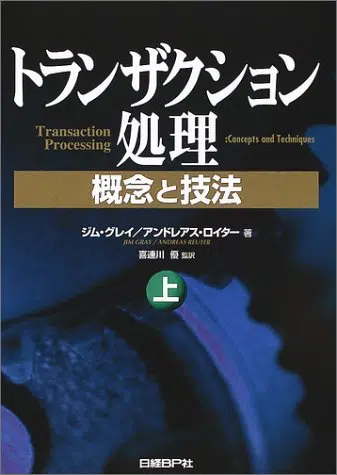 トランザクション
Transaction
Processing
処理
:Concepts and Techniques
概念と技法
ジム・グレイ/アンドレアス・ロイター 著
JIM GRAY / ANDREAS REUTER
喜連川 優 監訳
上
日経BP社